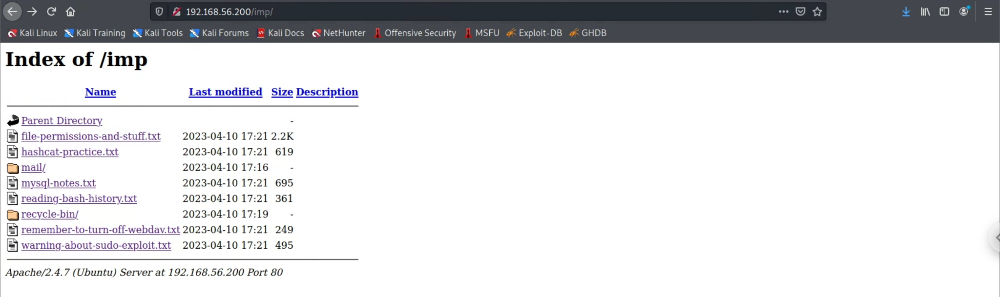 192.168.56.200/imp/
Kali Linux Kali Training Kali Tools Kali Forums Kali Docs NetHunter Offensive Security MSFU Exploit-DB GHDB
Index of /imp
Name Last modified Size Description
Parent Directory -
file-permissions-and-stuff.txt 2023-04-10 17:21 2.2K
hashcat-practice.txt 2023-04-10 17:21 619
mail/ 2023-04-10 17:16 -
mysql-notes.txt 2023-04-10 17:21 695
reading-bash-history.txt 2023-04-10 17:21 361
recycle-bin/ 2023-04-10 17:19 -
remember-to-turn-off-webdav.txt 2023-04-10 17:21 249
warning-about-sudo-exploit.txt 2023-04-10 17:21 495
Apache/2.4.7 (Ubuntu) Server at 192.168.56.200 Port 80